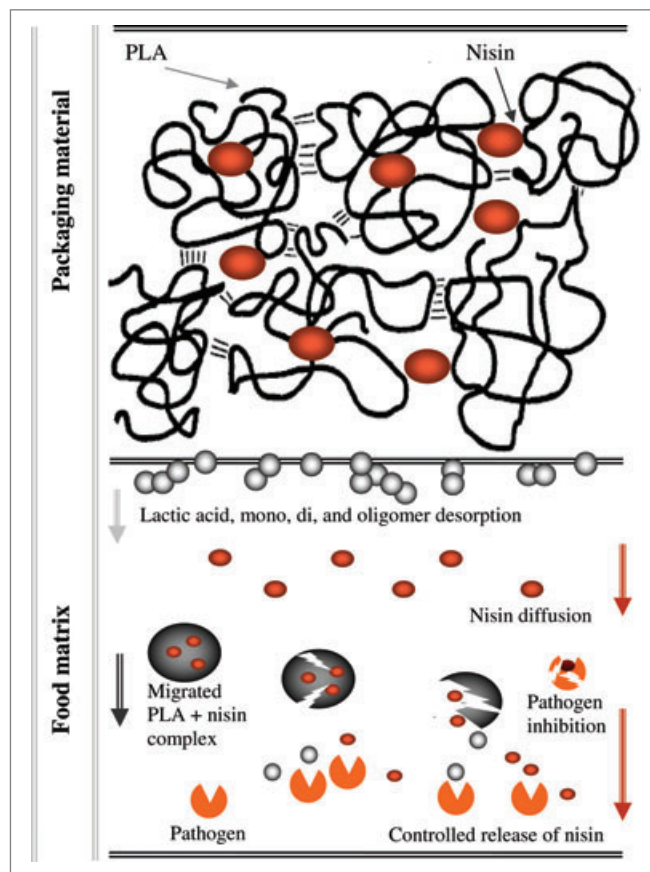 PLA
Nisin
Packaging material
Lactic acid, mono, di, and oligomer desorption
Nisin diffusion
Food matrix
Migrated
PLA + nisin
complex
Pathogen
inhibition
Pathogen
Controlled release of nisin